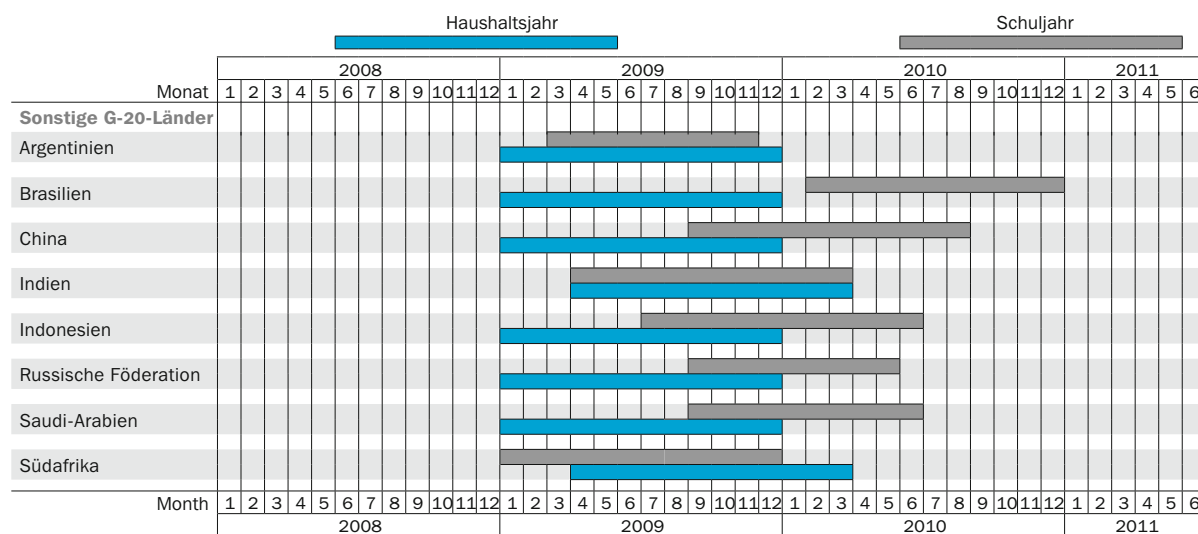 Haushaltsjahr Schuljahr
2008 2009 2010 2011
Monat 1 2 3 4 5 6 7 8 9 10 11 12 1 2 3 4 5 6 7 8 9 10 11 12 1 2 3 4 5 6 7 8 9 10 11 12 1 2 3 4 5 6
Sonstige G-20-Länder
Argentinien
Brasilien
China
Indien
Indonesien
Russische Föderation
Saudi-Arabien
Südafrika
Month 1 2 3 4 5 6 7 8 9 10 11 12 1 2 3 4 5 6 7 8 9 10 11 12 1 2 3 4 5 6 7 8 9 10 11 12 1 2 3 4 5 6
2008 2009 2010 2011